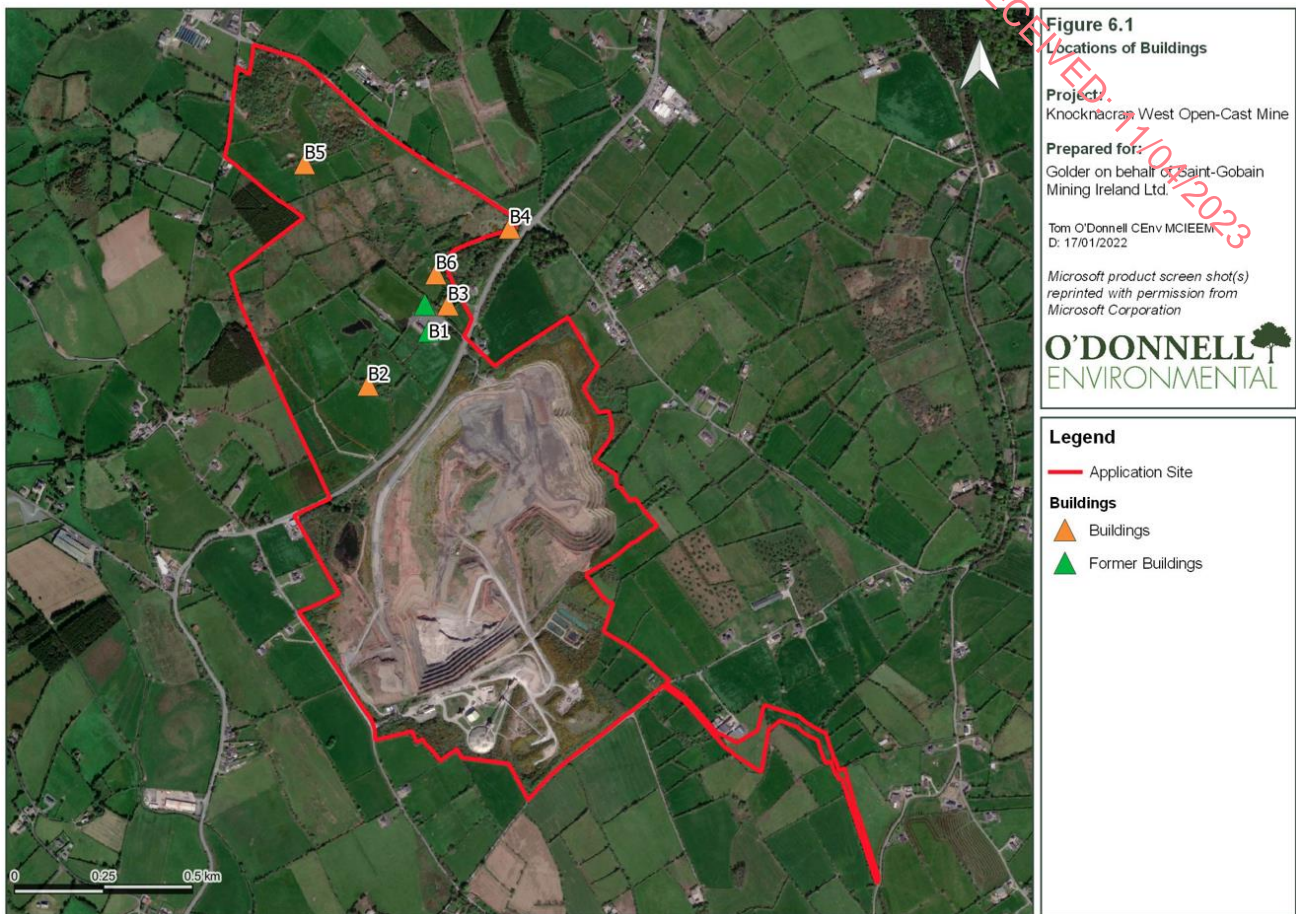 RECEIVED: 11/04/2023
Figure 6.1
Locations of Buildings
Project:
Knocknacran West Open-Cast Mine
Prepared for:
Golder on behalf of Saint-Gobain
Mining Ireland Ltd.
Tom O'Donnell CEnv MCIEEM
D: 17/01/2022
Microsoft product screen shot(s)
reprinted with permission from
Microsoft Corporation
O'DONNELL
ENVIRONMENTAL
Legend
Application Site
Buildings
Buildings
Former Buildings
B5
B4
B6
B3
B1
B2
0 0.25 0.5 km